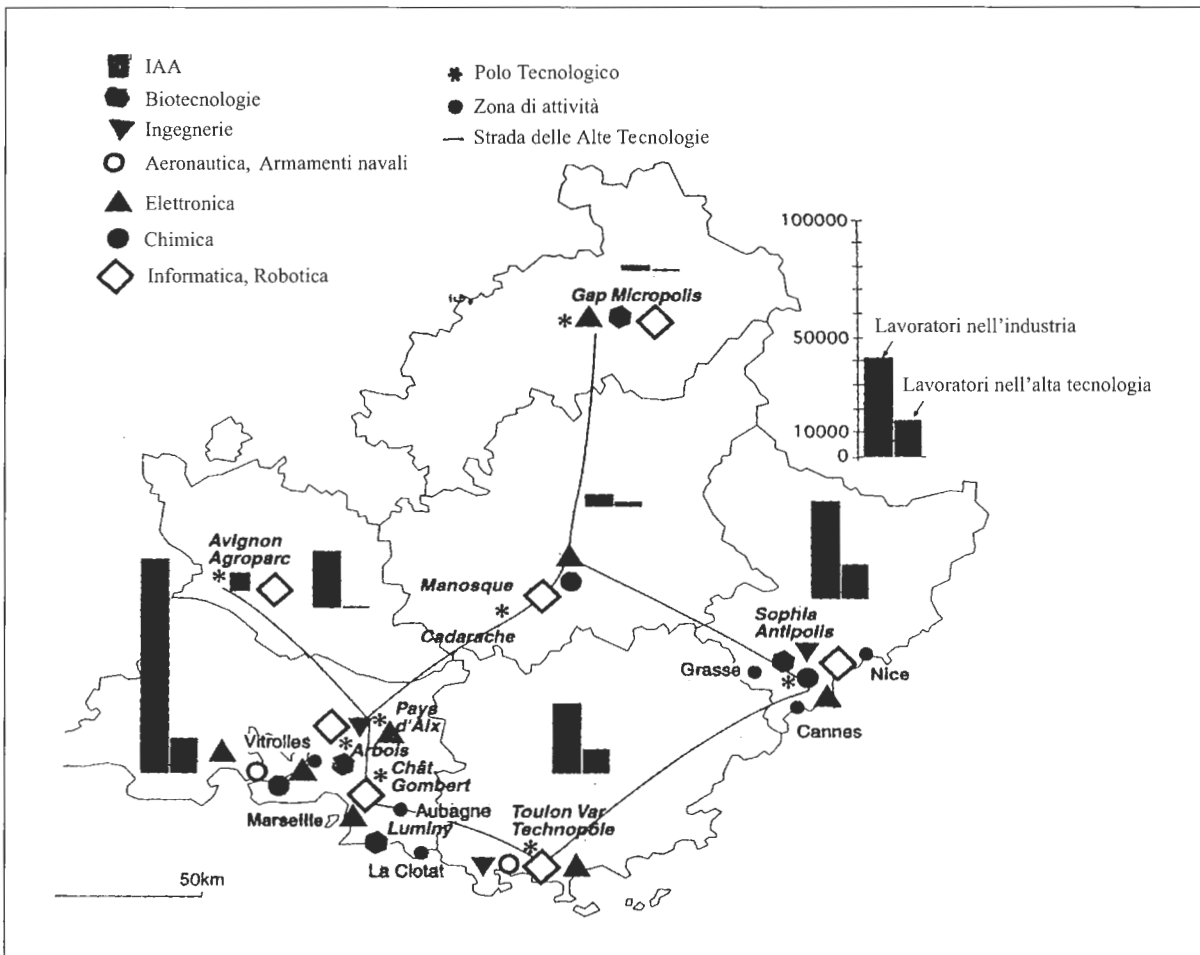 IAA
Biotecnologie
Ingegnerie
Aeronautica, Armamenti navali
Elettronica
Chimica
Informatica, Robotica
* Polo Tecnologico
Zona di attività
Strada delle Alte Tecnologie
100000
50000
10000
0
Lavoratori nell'industria
Lavoratori nell'alta tecnologia
Gap Micropolis
*
Avignon
Agroparc
*
Manosque
*
Cadarache
Sophia
Antipolis
*
Grasse
Nice
Cannes
Pays
d'Aix
*
Vitrolles
Arbois
*
Chât
Gombert
*
Marseille
Aubagne
Luminy
La Ciotat
Toulon Var
Technopôle
*
50km